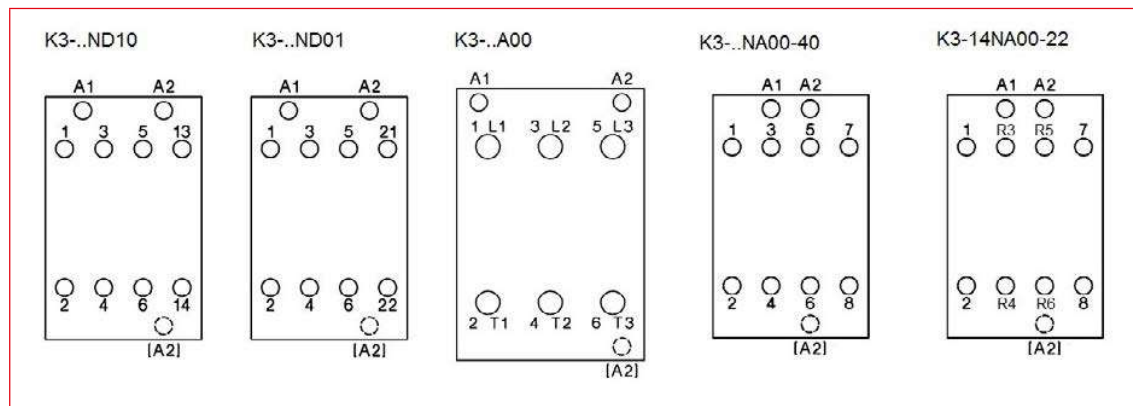 K3-..ND10 K3-..ND01 K3-..A00 K3-..NA00-40 K3-14NA00-22
A1 A2 A1 A2 A1 A2 A1 A2 A1 A2
1 3 5 13 1 3 5 21 1 L1 3 L2 5 L3 1 3 5 7 1 R3 R5 7
2 4 6 14 2 4 6 22 2 T1 4 T2 6 T3 2 4 6 8 2 R4 R6 8
[A2] [A2] [A2] [A2] [A2]